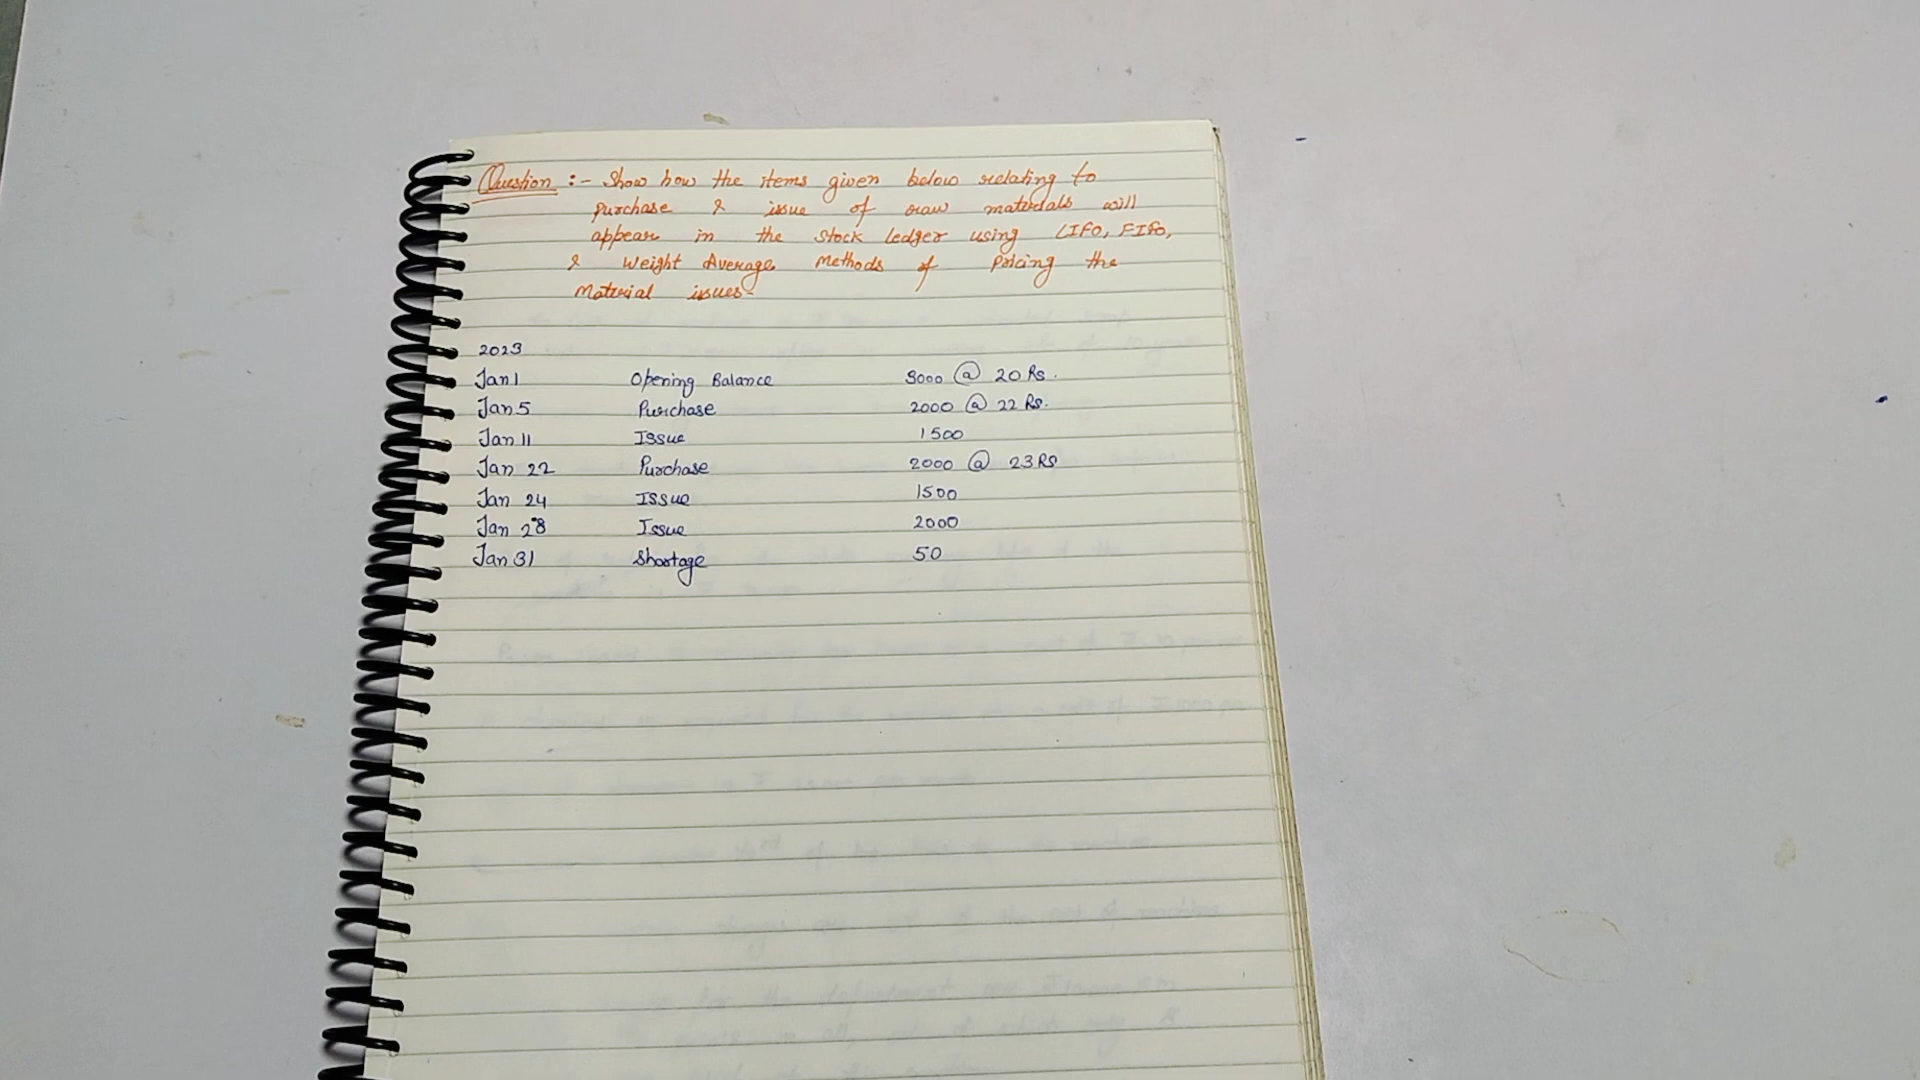 Question :- Show how the items given below relating to
purchase & issue of raw materials will
appear in the stock ledger using LIFO, FIFO,
& Weight Average Methods of Pricing the
Material issues-
2023
Jan 1 Opening Balance 3000 @ 20 Rs.
Jan 5 Purchase 2000 @ 22 Rs.
Jan 11 Issue 1500
Jan 22 Purchase 2000 @ 23 Rs
Jan 24 Issue 1500
Jan 28 Issue 2000
Jan 31 Shortage 50